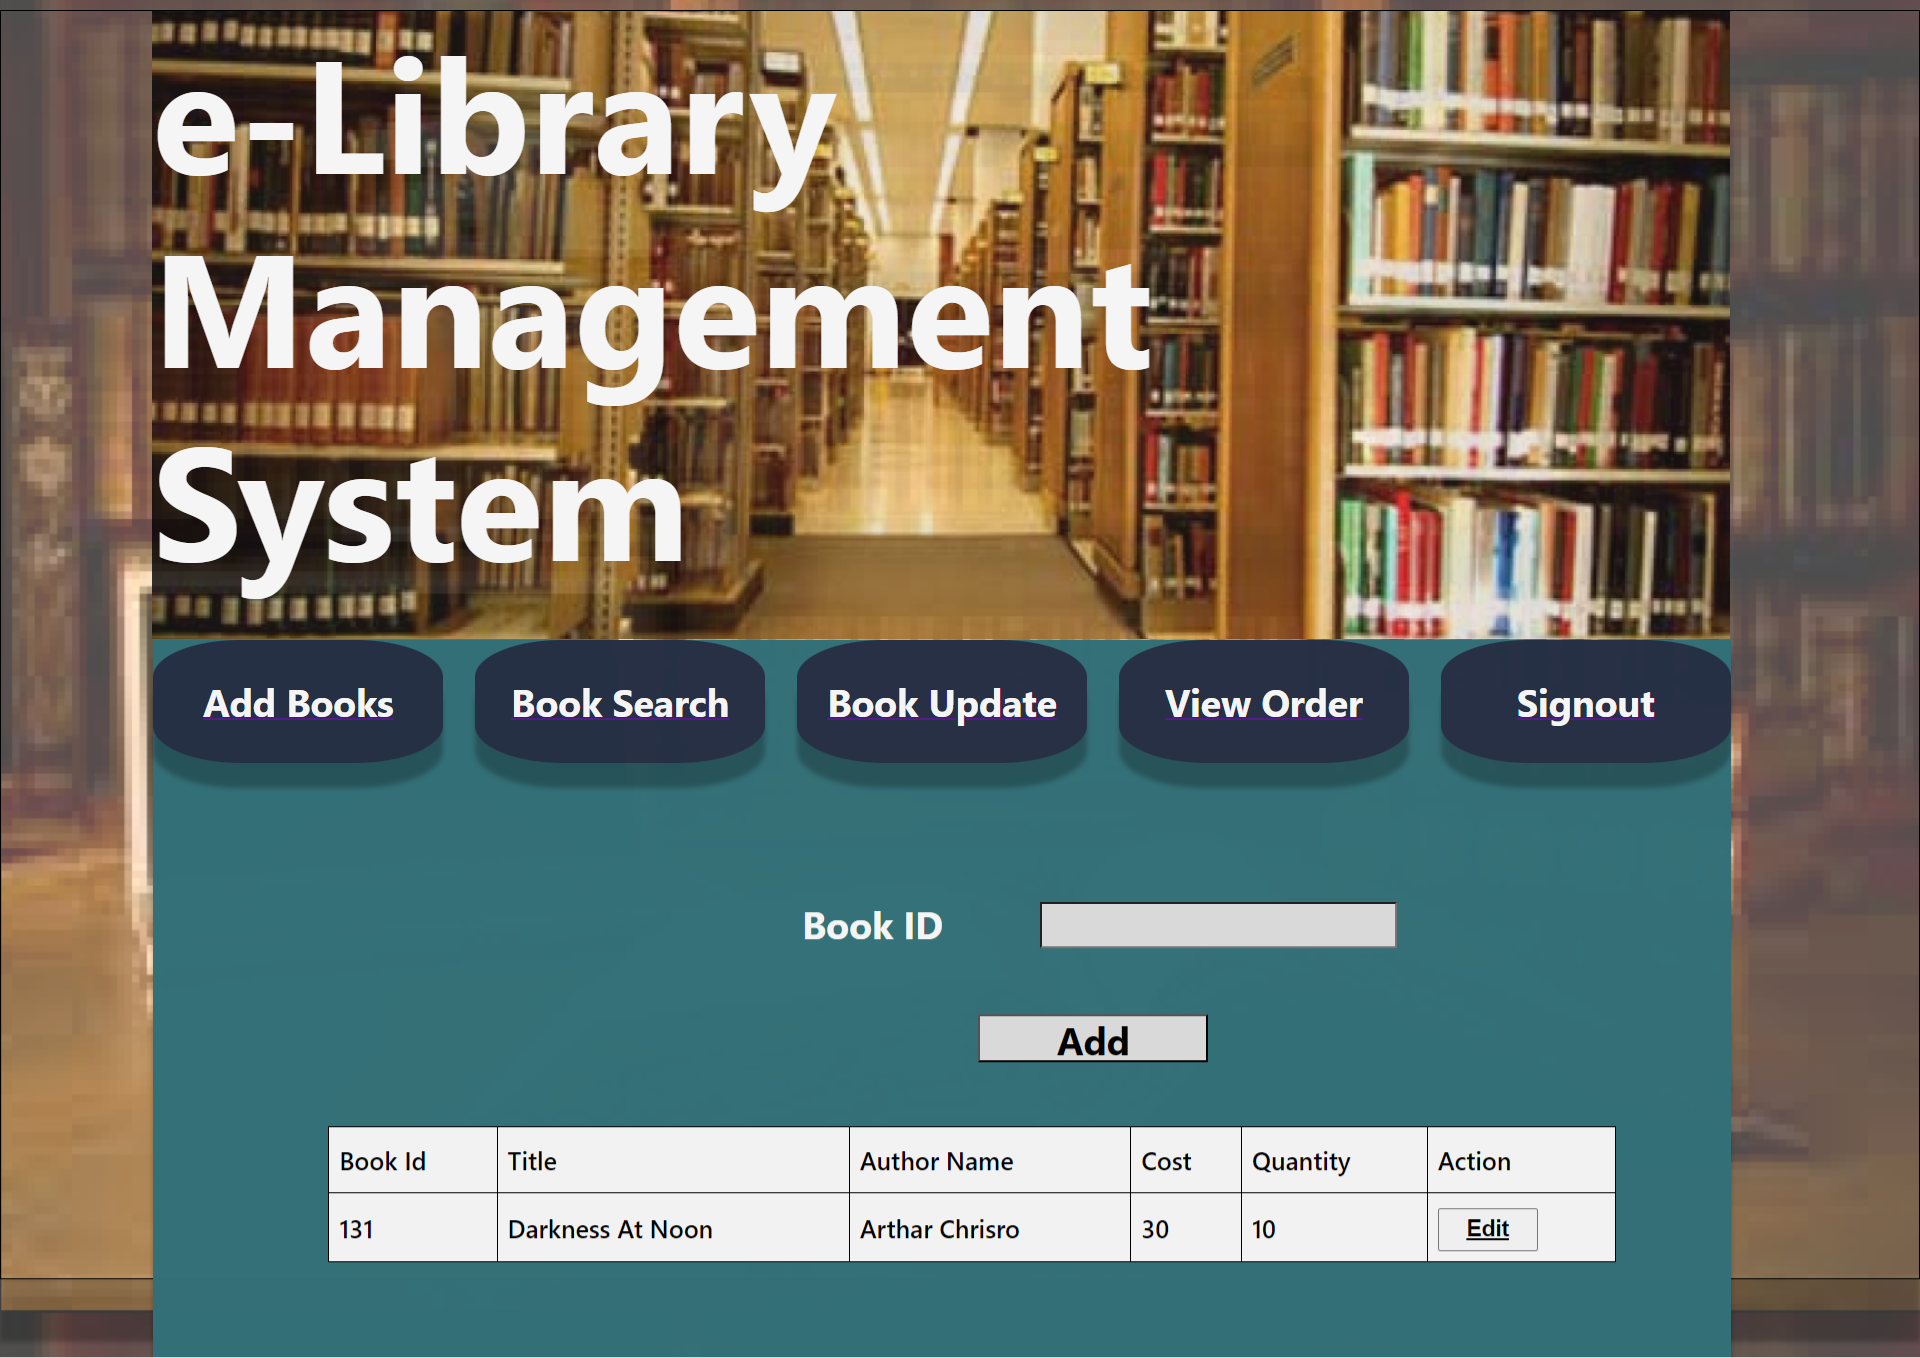 e-Library
Management
System
Add Books Book Search Book Update View Order Signout
Book ID
Add
Book Id Title Author Name Cost Quantity Action
131 Darkness At Noon Arthar Chrisro 30 10 Edit